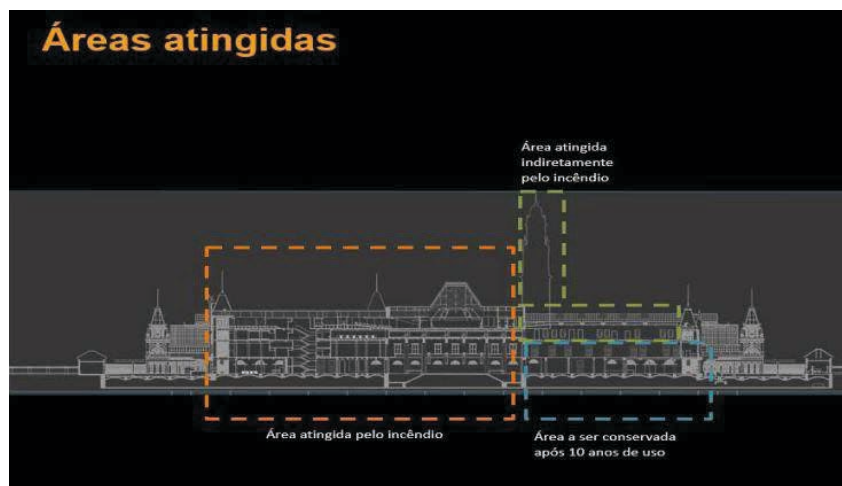 Áreas atingidas
Área atingida
indiretamente
pelo incêndio
Área atingida pelo incêndio
Área a ser conservada
após 10 anos de uso